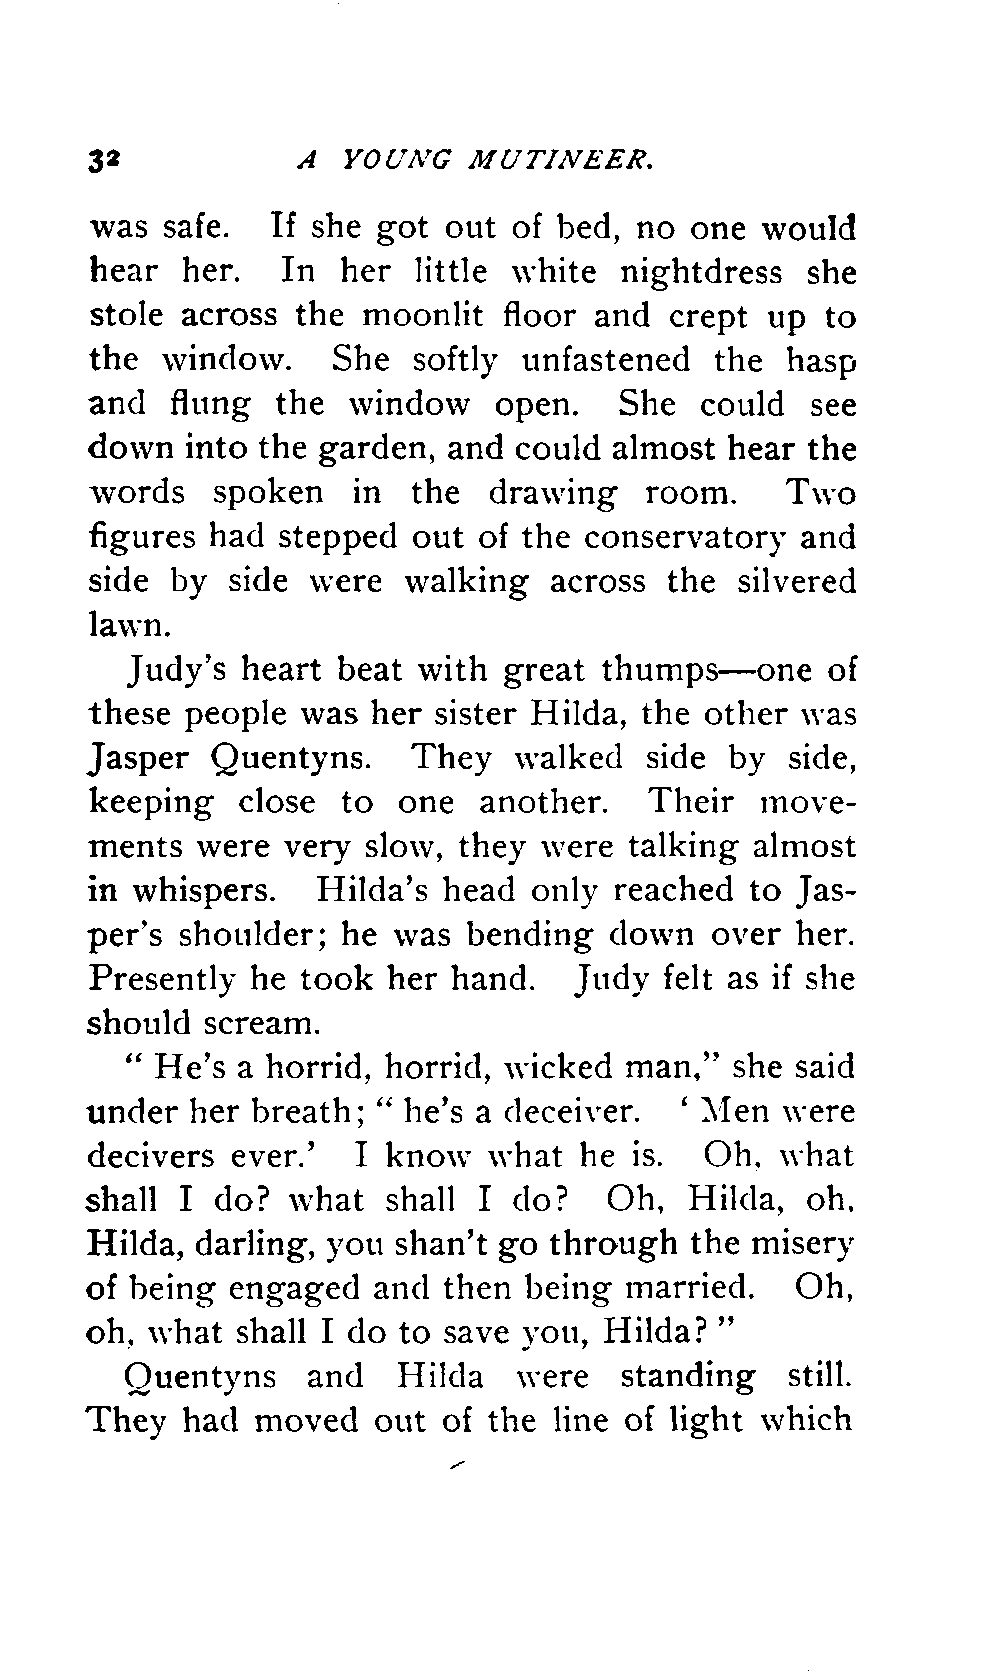 32 A YOUNG MUTINEER.
was safe. If she got out of bed, no one would
hear her. In her little white nightdress she
stole across the moonlit floor and crept up to
the window. She softly unfastened the hasp
and flung the window open. She could see
down into the garden, and could almost hear the
words spoken in the drawing room. Two
figures had stepped out of the conservatory and
side by side were walking across the silvered
lawn.
Judy's heart beat with great thumps—one of
these people was her sister Hilda, the other was
Jasper Quentyns. They walked side by side,
keeping close to one another. Their move-
ments were very slow, they were talking almost
in whispers. Hilda's head only reached to Jas-
per's shoulder; he was bending down over her.
Presently he took her hand. Judy felt as if she
should scream.
" He's a horrid, horrid, wicked man," she said
under her breath; " he's a deceiver. ' Men were
decivers ever.' I know what he is. Oh, what
shall I do? what shall I do? Oh, Hilda, oh,
Hilda, darling, you shan't go through the misery
of being engaged and then being married. Oh,
oh, what shall I do to save you, Hilda? "
Quentyns and Hilda were standing still.
They had moved out of the line of light which